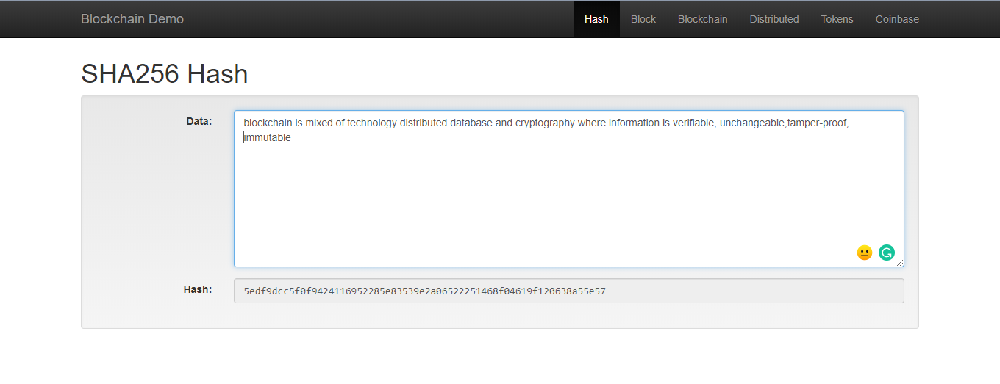 Blockchain Demo
Hash Block Blockchain Distributed Tokens Coinbase
SHA256 Hash
Data:
blockchain is mixed of technology distributed database and cryptography where information is verifiable, unchangeable,tamper-proof,
immutable
Hash:
5edf9dcc5f0f9424116952285e83539e2a06522251468f04619f120638a55e57